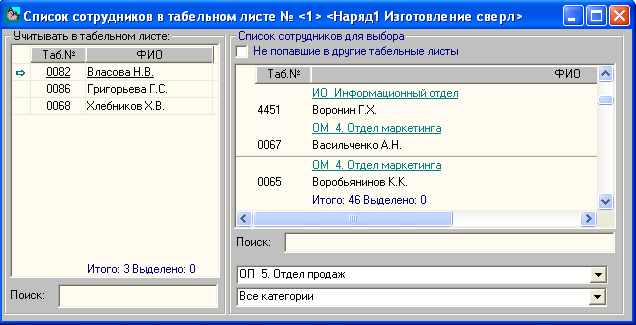 Список сотрудников в табельном листе № <1> <Наряд1 Изготовление сверл>
Учитывать в табельном листе:
Таб.№ ФИО
0082 Власова Н.В.
0086 Григорьева Г.С.
0068 Хлебников Х.В.
Итого: 3 Выделено: 0
Поиск:
Список сотрудников для выбора
Не попавшие в другие табельные листы
Таб.№ ФИО
ИО Информационный отдел
4451 Воронин Г.Х.
ОМ 4. Отдел маркетинга
0067 Васильченко А.Н.
ОМ 4. Отдел маркетинга
0065 Воробьянинов К.К.
Итого: 46 Выделено: 0
Поиск:
ОП 5. Отдел продаж
Все категории